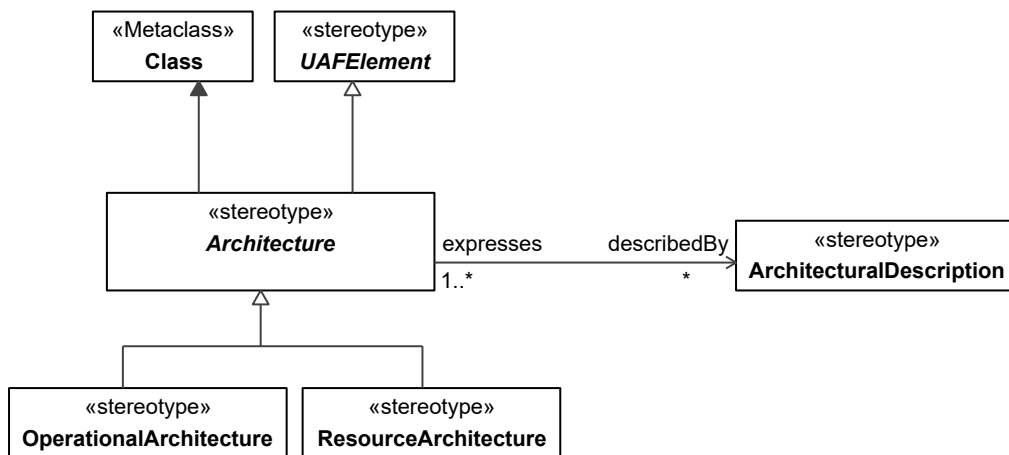 «Metaclass»
Class
«stereotype»
UAFElement
«stereotype»
Architecture
expresses
describedBy
1..*
*
«stereotype»
ArchitecturalDescription
«stereotype»
OperationalArchitecture
«stereotype»
ResourceArchitecture